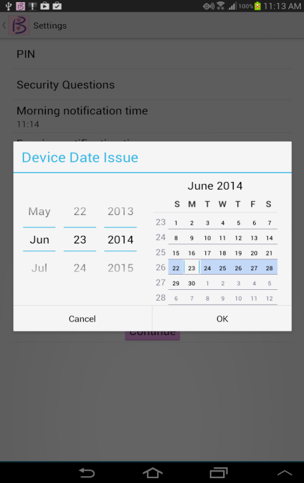 100% 11:13 AM
Settings
PIN
Security Questions
Morning notification time
11:14
Device Date Issue
May 22 2013
Jun 23 2014
Jul 24 2015
June 2014
S M T W T F S
23 1 2 3 4 5 6 7
24 8 9 10 11 12 13 14
25 15 16 17 18 19 20 21
26 22 23 24 25 26 27 28
27 29 30 1 2 3 4 5
28 6 7 8 9 10 11 12
Cancel OK
Continue